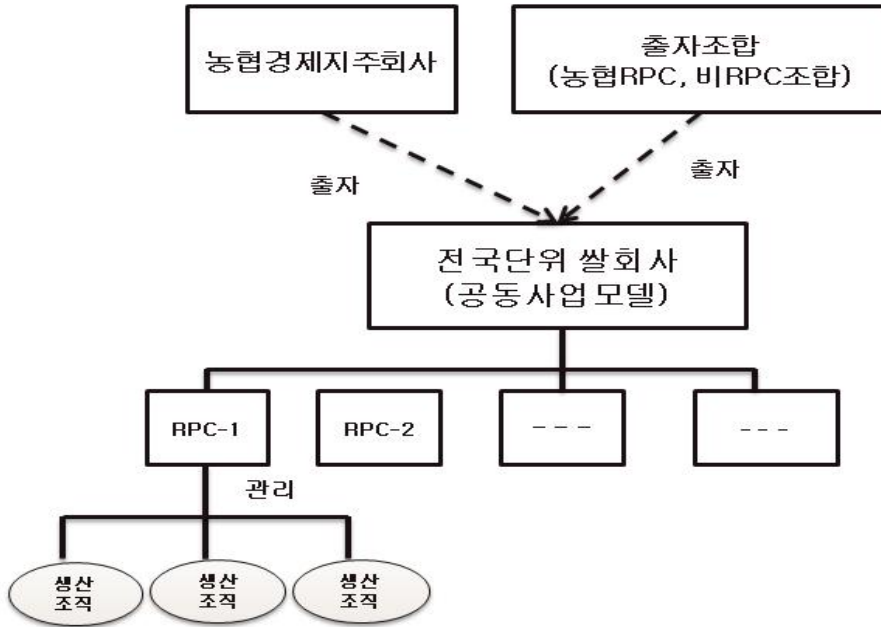 농협경제지주회사
출자조합
(농협RPC, 비RPC조합)
출자
출자
전국단위 쌀회사
(공동사업 모델)
RPC-1
RPC-2
- - -
- - -
관리
생산
조직
생산
조직
생산
조직